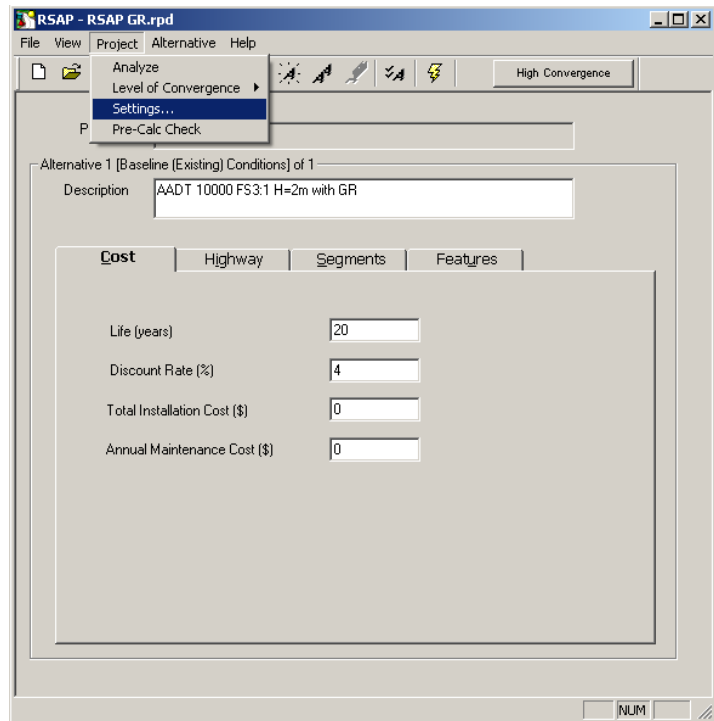 RSAP - RSAP GR.rpd
File View Project Alternative Help
Analyze
Level of Convergence
Settings...
Pre-Calc Check
High Convergence
P
Alternative 1 [Baseline (Existing) Conditions] of 1
Description AADT 10000 FS3:1 H=2m with GR
Cost Highway Segments Features
Life (years) 20
Discount Rate (%) 4
Total Installation Cost ($) 0
Annual Maintenance Cost ($) 0
NUM